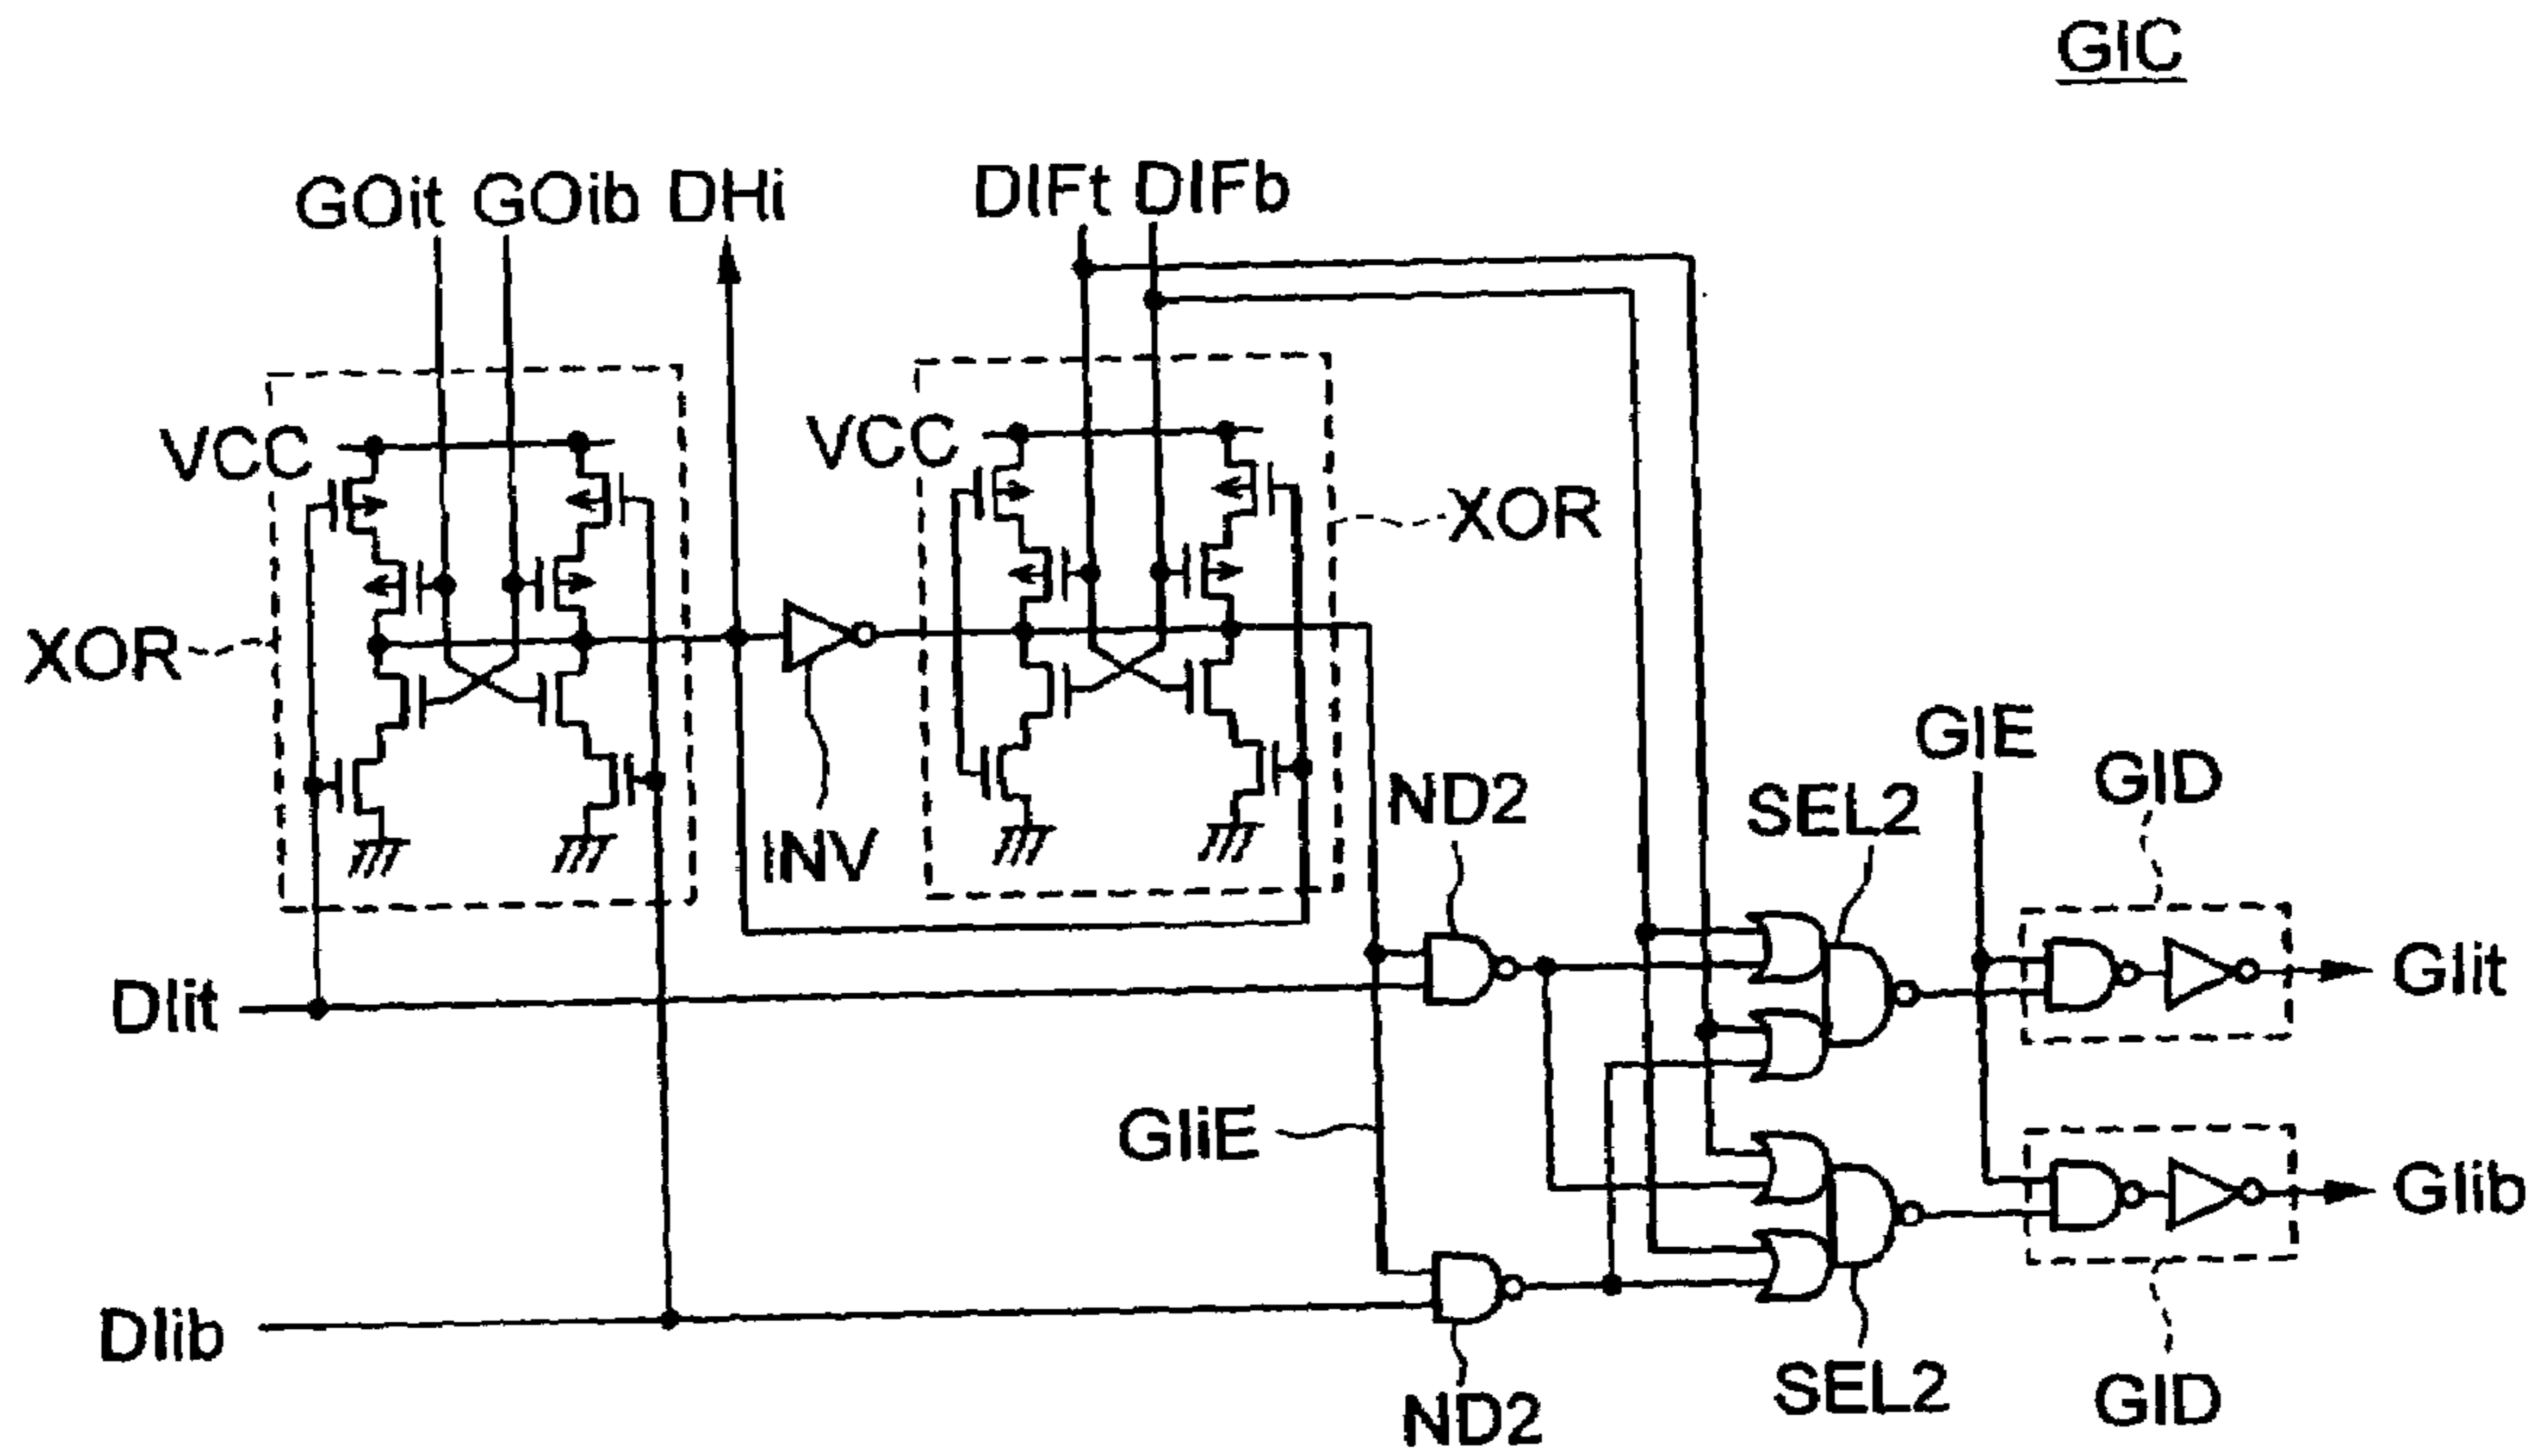 GIC
GOit GOib DHi DIFt DIFb
VCC VCC
XOR
XOR
INV
ND2
SEL2
GIE
GID
DIit
GIit
GIiE
GIib
DIib
ND2
SEL2
GID